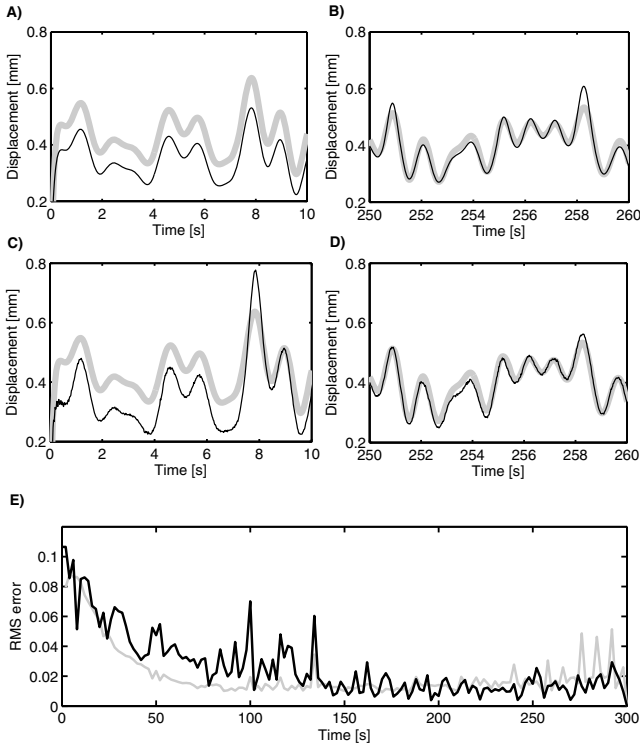 A)
B)
0.8
0.6
0.4
0.2
Displacement [mm]
0 2 4 6 8 10
Time [s]
0.8
0.6
0.4
0.2
Displacement [mm]
250 252 254 256 258 260
Time [s]
C)
D)
0.8
0.6
0.4
0.2
Displacement [mm]
0 2 4 6 8 10
Time [s]
0.8
0.6
0.4
0.2
Displacement [mm]
250 252 254 256 258 260
Time [s]
E)
0.1
0.08
0.06
0.04
0.02
0
RMS error
0 50 100 150 200 250 300
Time [s]